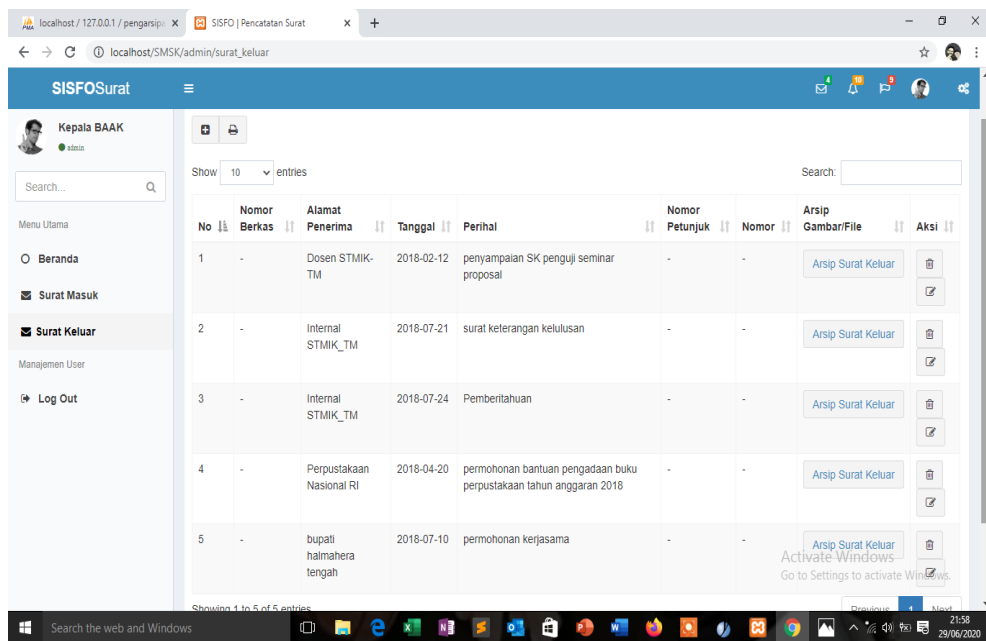 localhost / 127.0.0.1 / pengarsipa
SISFO | Pencatatan Surat
localhost/SMSK/admin/surat_keluar
SISFOSurat
4
10
9
Kepala BAAK
admin
Search...
Menu Utama
Beranda
Surat Masuk
Surat Keluar
Manajemen User
Log Out
Show 10 entries
Search:
No Nomor Berkas Alamat Penerima Tanggal Perihal Nomor Petunjuk Nomor Arsip Gambar/File Aksi
1 - Dosen STMIK-TM 2018-02-12 penyampaian SK penguji seminar proposal - - Arsip Surat Keluar
2 - Internal STMIK_TM 2018-07-21 surat keterangan kelulusan - - Arsip Surat Keluar
3 - Internal STMIK_TM 2018-07-24 Pemberitahuan - - Arsip Surat Keluar
4 - Perpustakaan Nasional RI 2018-04-20 permohonan bantuan pengadaan buku perpustakaan tahun anggaran 2018 - - Arsip Surat Keluar
5 - bupati halmahera tengah 2018-07-10 permohonan kerjasama - - Arsip Surat Keluar
Activate Windows
Go to Settings to activate Windows.
Showing 1 to 5 of 5 entries
Previous 1 Next
Search the web and Windows
21:58
29/06/2020